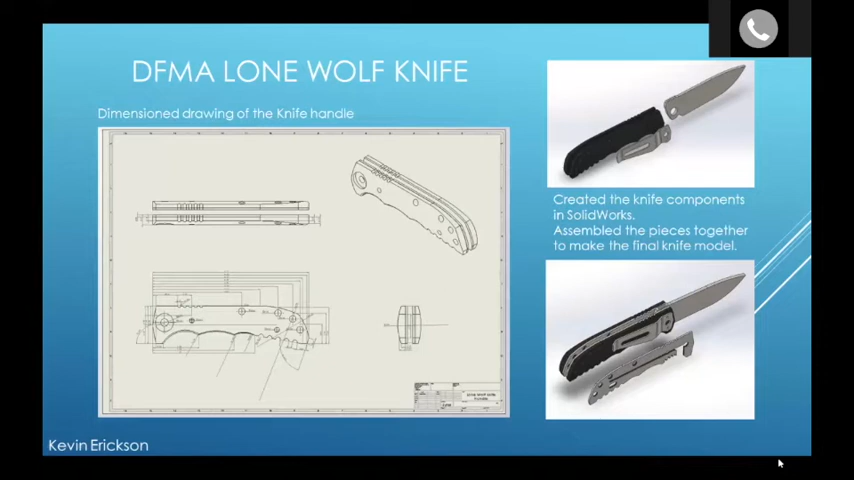 DFMA LONE WOLF KNIFE
Dimensioned drawing of the Knife handle
Created the knife components
in SolidWorks.
Assembled the pieces together
to make the final knife model.
Kevin Erickson